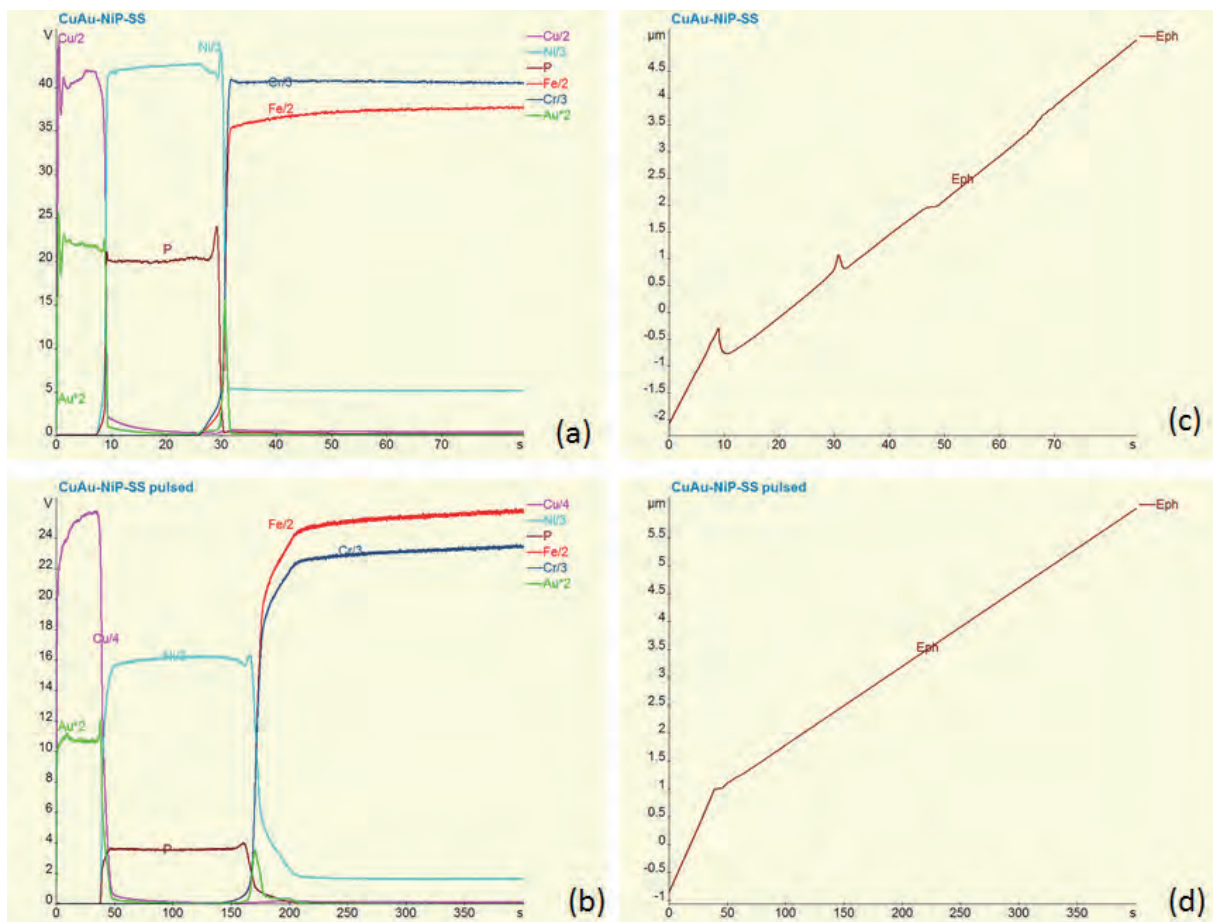 CuAu-NiP-SS
V
Cu/2
Ni/3
Cu/2
Ni/3
P
Fe/2
Cr/3
Au*2
Cr/3
Fe/2
P
Au*2
40
35
30
25
20
15
10
5
0
0 10 20 30 40 50 60 70 s
(a)
CuAu-NiP-SS
µm
Eph
Eph
4.5
4
3.5
3
2.5
2
1.5
1
0.5
0
-0.5
-1
-1.5
-2
0 10 20 30 40 50 60 70 s
(c)
CuAu-NiP-SS pulsed
V
Cu/4
Ni/3
P
Fe/2
Cr/3
Au*2
Fe/2
Cr/3
Cu/4
Ni/3
Au*2
P
24
22
20
18
16
14
12
10
8
6
4
2
0
0 50 100 150 200 250 300 350 s
(b)
CuAu-NiP-SS pulsed
µm
Eph
Eph
5.5
5
4.5
4
3.5
3
2.5
2
1.5
1
0.5
0
-0.5
-1
0 50 100 150 200 250 300 350 s
(d)